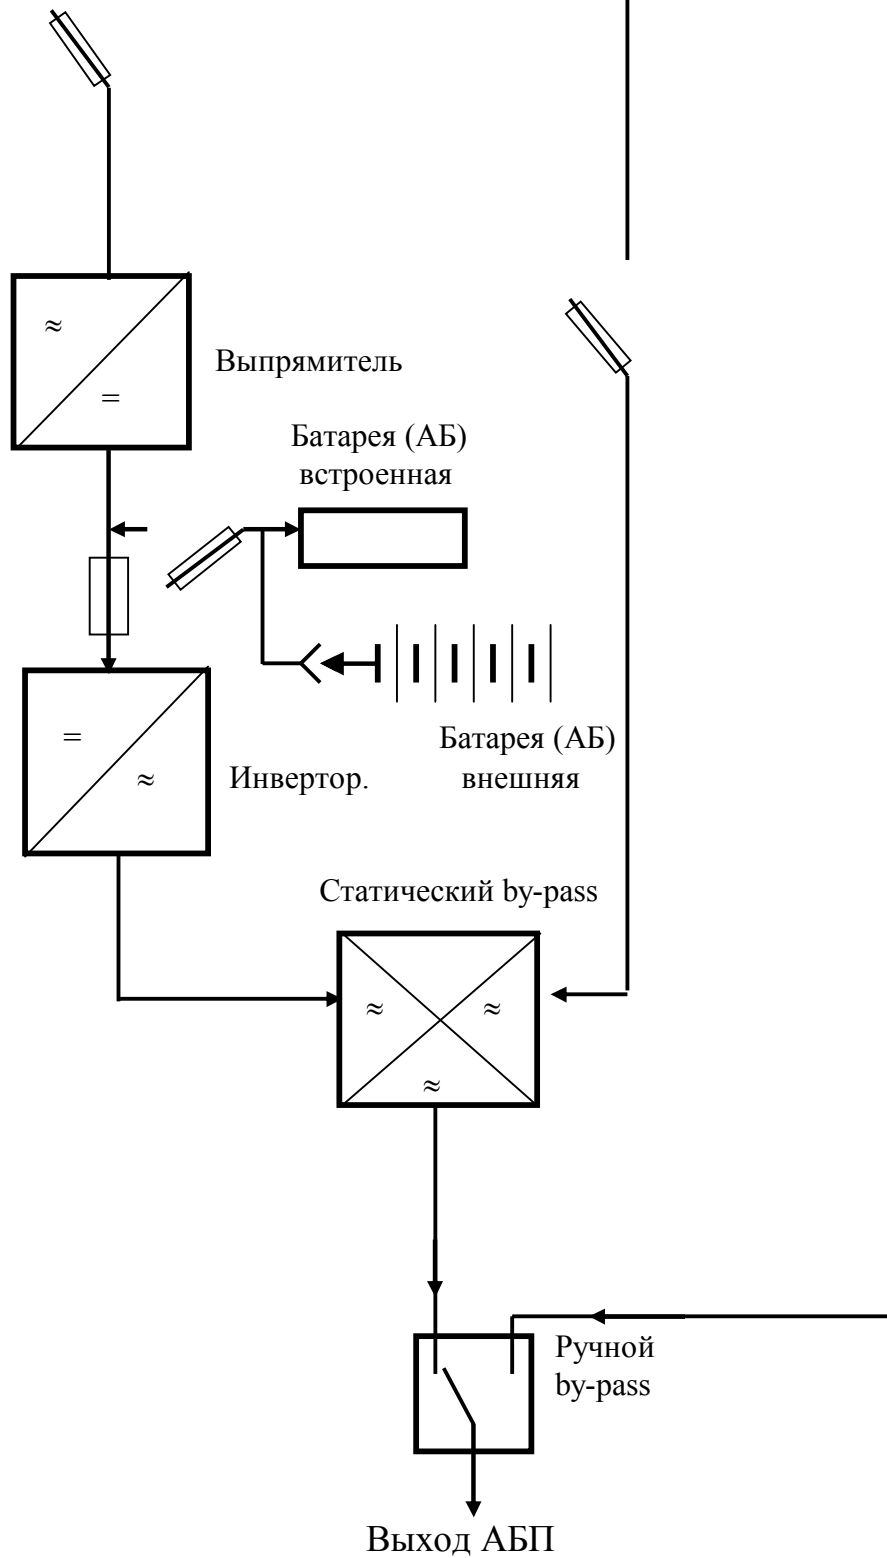 ≈
Выпрямитель
=
Батарея (АБ)
встроенная
=
Батарея (АБ)
≈
Инвертор.
внешняя
Статический by-pass
≈ ≈
≈
Ручной
by-pass
Выход АБП